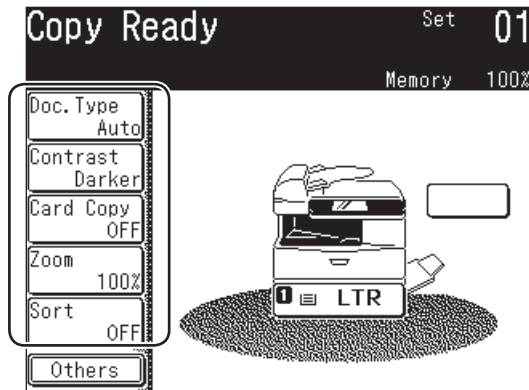 Copy Ready
Set 01
Memory 100%
Doc.Type
Auto
Contrast
Darker
Card Copy
OFF
Zoom
100%
Sort
OFF
Others
1 LTR